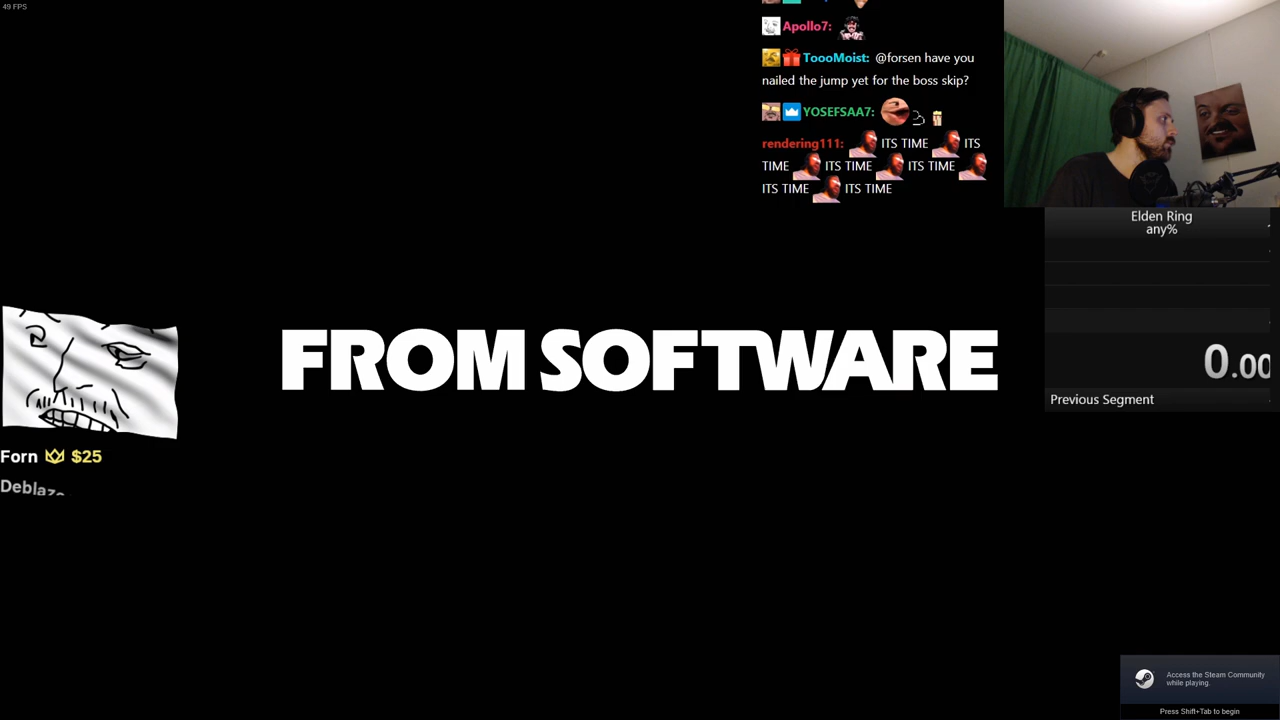 49 FPS
Apollo7:
ToooMoist: @forsen have you
nailed the jump yet for the boss skip?
YOSEFSAA7:
rendering111: ITS TIME ITS
TIME ITS TIME ITS TIME
ITS TIME ITS TIME
Elden Ring
any%
0.00
Previous Segment
FROM SOFTWARE
Forn $25
Deblaze
Access the Steam Community
while playing.
Press Shift+Tab to begin